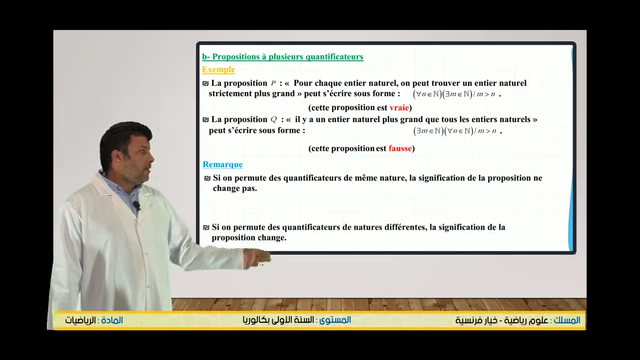 b- Propositions à plusieurs quantificateurs
Exemple
La proposition P : « Pour chaque entier naturel, on peut trouver un entier naturel
strictement plus grand » peut s'écrire sous forme : (∀n∈ℕ)(∃m∈ℕ)/m>n .
(cette proposition est vraie)
La proposition Q : « il y a un entier naturel plus grand que tous les entiers naturels »
peut s'écrire sous forme : (∃m∈ℕ)(∀n∈ℕ)/m>n .
(cette proposition est fausse)
Remarque
Si on permute des quantificateurs de même nature, la signification de la proposition ne
change pas.
Si on permute des quantificateurs de natures différentes, la signification de la
proposition change.
المسلك : علوم رياضية - خيار فرنسية المستوى : السنة الأولى بكالوريا المادة : الرياضيات